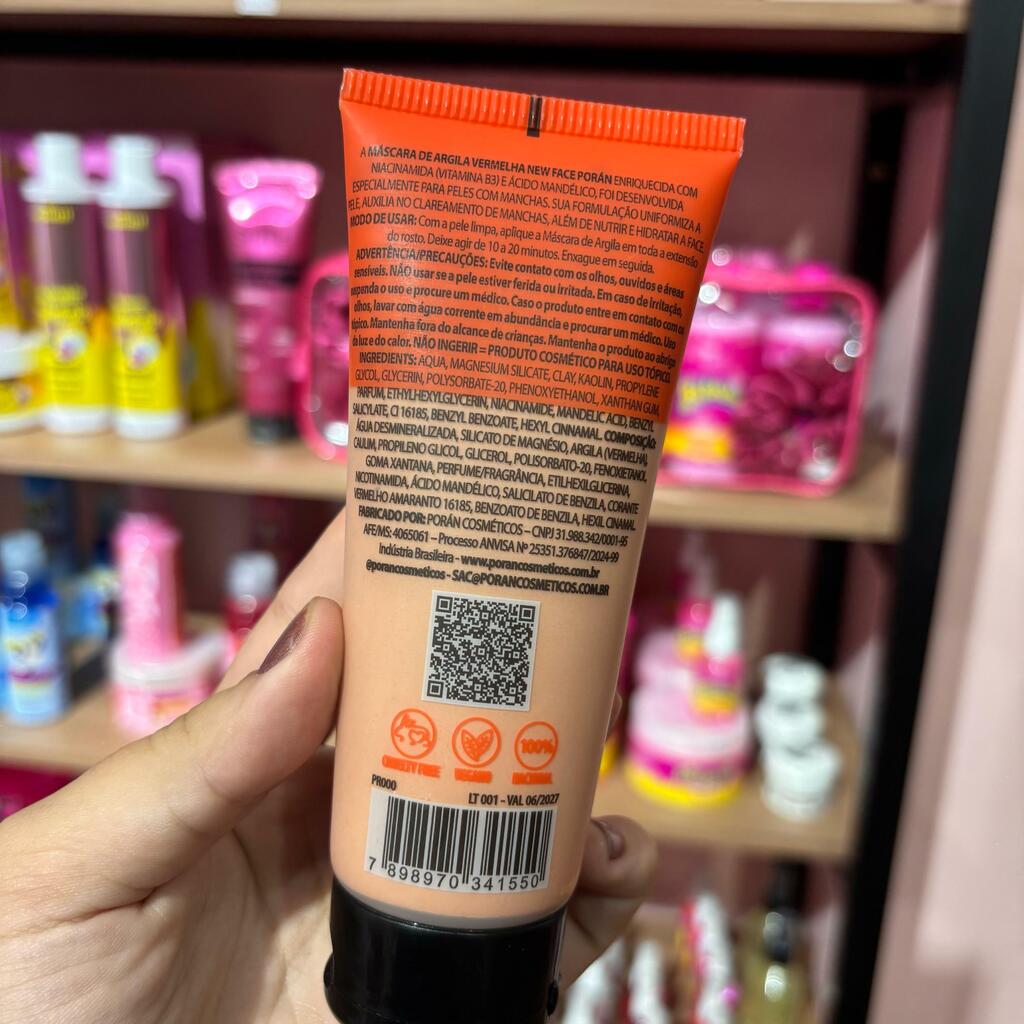 A MÁSCARA DE ARGILA VERMELHA NEW FACE PORÁN ENRIQUECIDA COM
NIACINAMIDA (VITAMINA B3) E ÁCIDO MANDÉLICO, FOI DESENVOLVIDA
ESPECIALMENTE PARA PELES COM MANCHAS. SUA FORMULAÇÃO UNIFORMIZA A
PELE, AUXILIA NO CLAREAMENTO DE MANCHAS, ALÉM DE NUTRIR E HIDRATAR A FACE.
MODO DE USAR: Com a pele limpa, aplique a Máscara de Argila em toda a extensão
do rosto. Deixe agir de 10 a 20 minutos. Enxague em seguida.
ADVERTÊNCIA/PRECAUÇÕES: Evite contato com os olhos, ouvidos e áreas
sensíveis. NÃO usar se a pele estiver ferida ou irritada. Em caso de irritação,
suspenda o uso e procure um médico. Caso o produto entre em contato com os
olhos, lavar com água corrente em abundância e procurar um médico. Uso
tópico. Mantenha fora do alcance de crianças. Mantenha o produto ao abrigo
da luz e do calor. NÃO INGERIR = PRODUTO COSMÉTICO PARA USO TÓPICO.
INGREDIENTS: AQUA, MAGNESIUM SILICATE, CLAY, KAOLIN, PROPYLENE
GLYCOL, GLYCERIN, POLYSORBATE-20, PHENOXYETHANOL, XANTHAN GUM,
PARFUM, ETHYLHEXYLGLYCERIN, NIACINAMIDE, MANDELIC ACID, BENZYL
SALICYLATE, CI 16185, BENZYL BENZOATE, HEXYL CINNAMAL. COMPOSIÇÃO:
ÁGUA DESMINERALIZADA, SILICATO DE MAGNÉSIO, ARGILA (VERMELHA),
CAULIM, PROPILENO GLICOL, GLICEROL, POLISORBATO-20, FENOXIETANOL,
GOMA XANTANA, PERFUME/FRAGRÂNCIA, ETILHEXILGLICERINA,
NICOTINAMIDA, ÁCIDO MANDÉLICO, SALICILATO DE BENZILA, CORANTE
VERMELHO AMARANTO 16185, BENZOATO DE BENZILA, HEXIL CINAMAL
FABRICADO POR: PORÁN COSMÉTICOS – CNPJ 31.988.342/0001-95
AFE/MS: 4065061 – Processo ANVISA Nº 25351.376847/2024-99
Indústria Brasileira - www.porancosmeticos.com.br
@porancosmeticos - SAC@PORANCOSMETICOS.COM.BR
CRUELTY FREE
VEGANO
100%
NACIONAL
PR000
LT 001 - VAL 06/2027
7 898970 341550